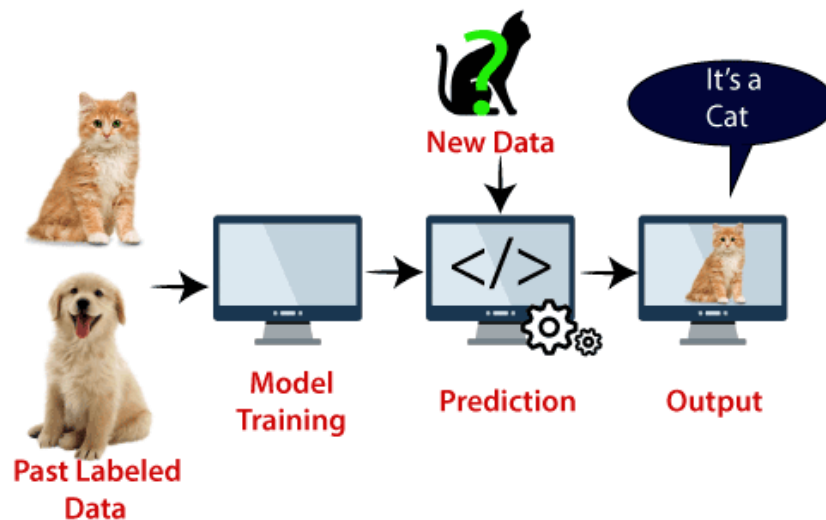 It's a
Cat
New Data
?
</>
Model
Training
Prediction
Output
Past Labeled
Data